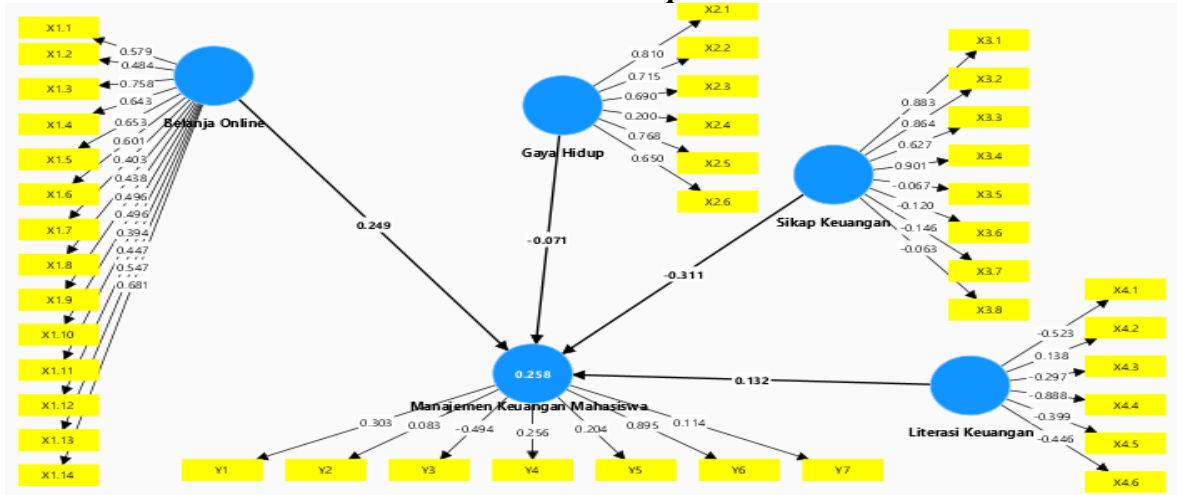 X1.1
X1.2
X1.3
X1.4
X1.5
X1.6
X1.7
X1.8
X1.9
X1.10
X1.11
X1.12
X1.13
X1.14
0.579
0.484
0.758
0.643
0.653
0.601
0.403
0.438
0.496
0.496
0.394
0.447
0.547
0.681
Belanja Online
0.249
X2.1
X2.2
X2.3
X2.4
X2.5
X2.6
0.810
0.715
0.690
0.200
0.768
0.650
Gaya Hidup
-0.071
X3.1
X3.2
X3.3
X3.4
X3.5
X3.6
X3.7
X3.8
0.883
0.864
0.627
0.901
-0.067
-0.120
-0.146
-0.063
Sikap Keuangan
-0.311
X4.1
X4.2
X4.3
X4.4
X4.5
X4.6
-0.523
0.138
-0.297
-0.888
-0.399
-0.446
Literasi Keuangan
0.132
0.258
Manajemen Keuangan Mahasiswa
0.303
0.083
-0.494
0.256
0.204
0.895
0.114
Y1
Y2
Y3
Y4
Y5
Y6
Y7